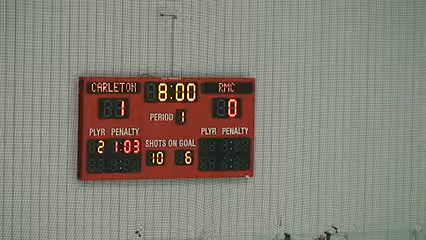 CARLETON 8:00 RMC
1 PERIOD 1 0
PLYR PENALTY PLYR PENALTY
2 1:03 SHOTS ON GOAL
10 6